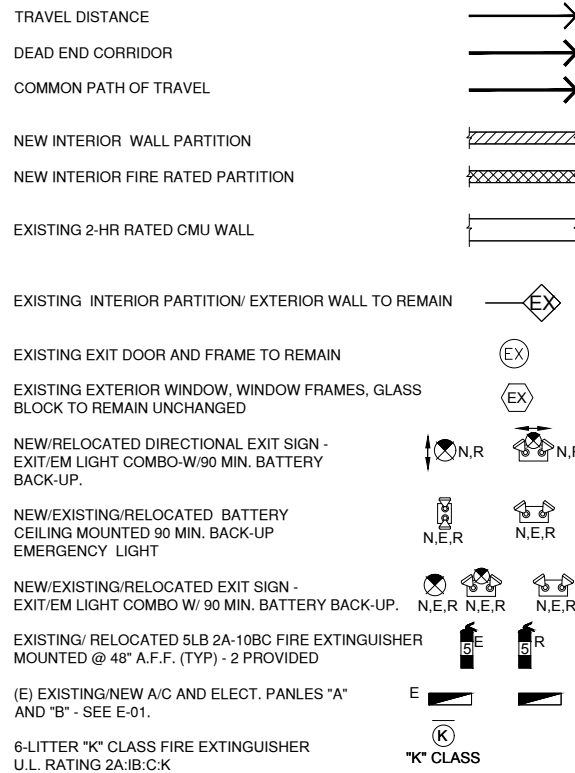 TRAVEL DISTANCE
DEAD END CORRIDOR
COMMON PATH OF TRAVEL
NEW INTERIOR WALL PARTITION
NEW INTERIOR FIRE RATED PARTITION
EXISTING 2-HR RATED CMU WALL
EXISTING INTERIOR PARTITION/ EXTERIOR WALL TO REMAIN
EX
EXISTING EXIT DOOR AND FRAME TO REMAIN
EX
EXISTING EXTERIOR WINDOW, WINDOW FRAMES, GLASS
BLOCK TO REMAIN UNCHANGED
EX
NEW/RELOCATED DIRECTIONAL EXIT SIGN -
EXIT/EM LIGHT COMBO-W/90 MIN. BATTERY
BACK-UP.
N,R N,R
NEW/EXISTING/RELOCATED BATTERY
CEILING MOUNTED 90 MIN. BACK-UP
EMERGENCY LIGHT
N,E,R N,E,R
NEW/EXISTING/RELOCATED EXIT SIGN -
EXIT/EM LIGHT COMBO W/ 90 MIN. BATTERY BACK-UP.
N,E,R N,E,R N,E,R
EXISTING/ RELOCATED 5LB 2A-10BC FIRE EXTINGUISHER
MOUNTED @ 48" A.F.F. (TYP) - 2 PROVIDED
5 E 5 R
(E) EXISTING/NEW A/C AND ELECT. PANLES "A"
AND "B" - SEE E-01.
E
6-LITTER "K" CLASS FIRE EXTINGUISHER
U.L. RATING 2A:IB:C:K
K
"K" CLASS